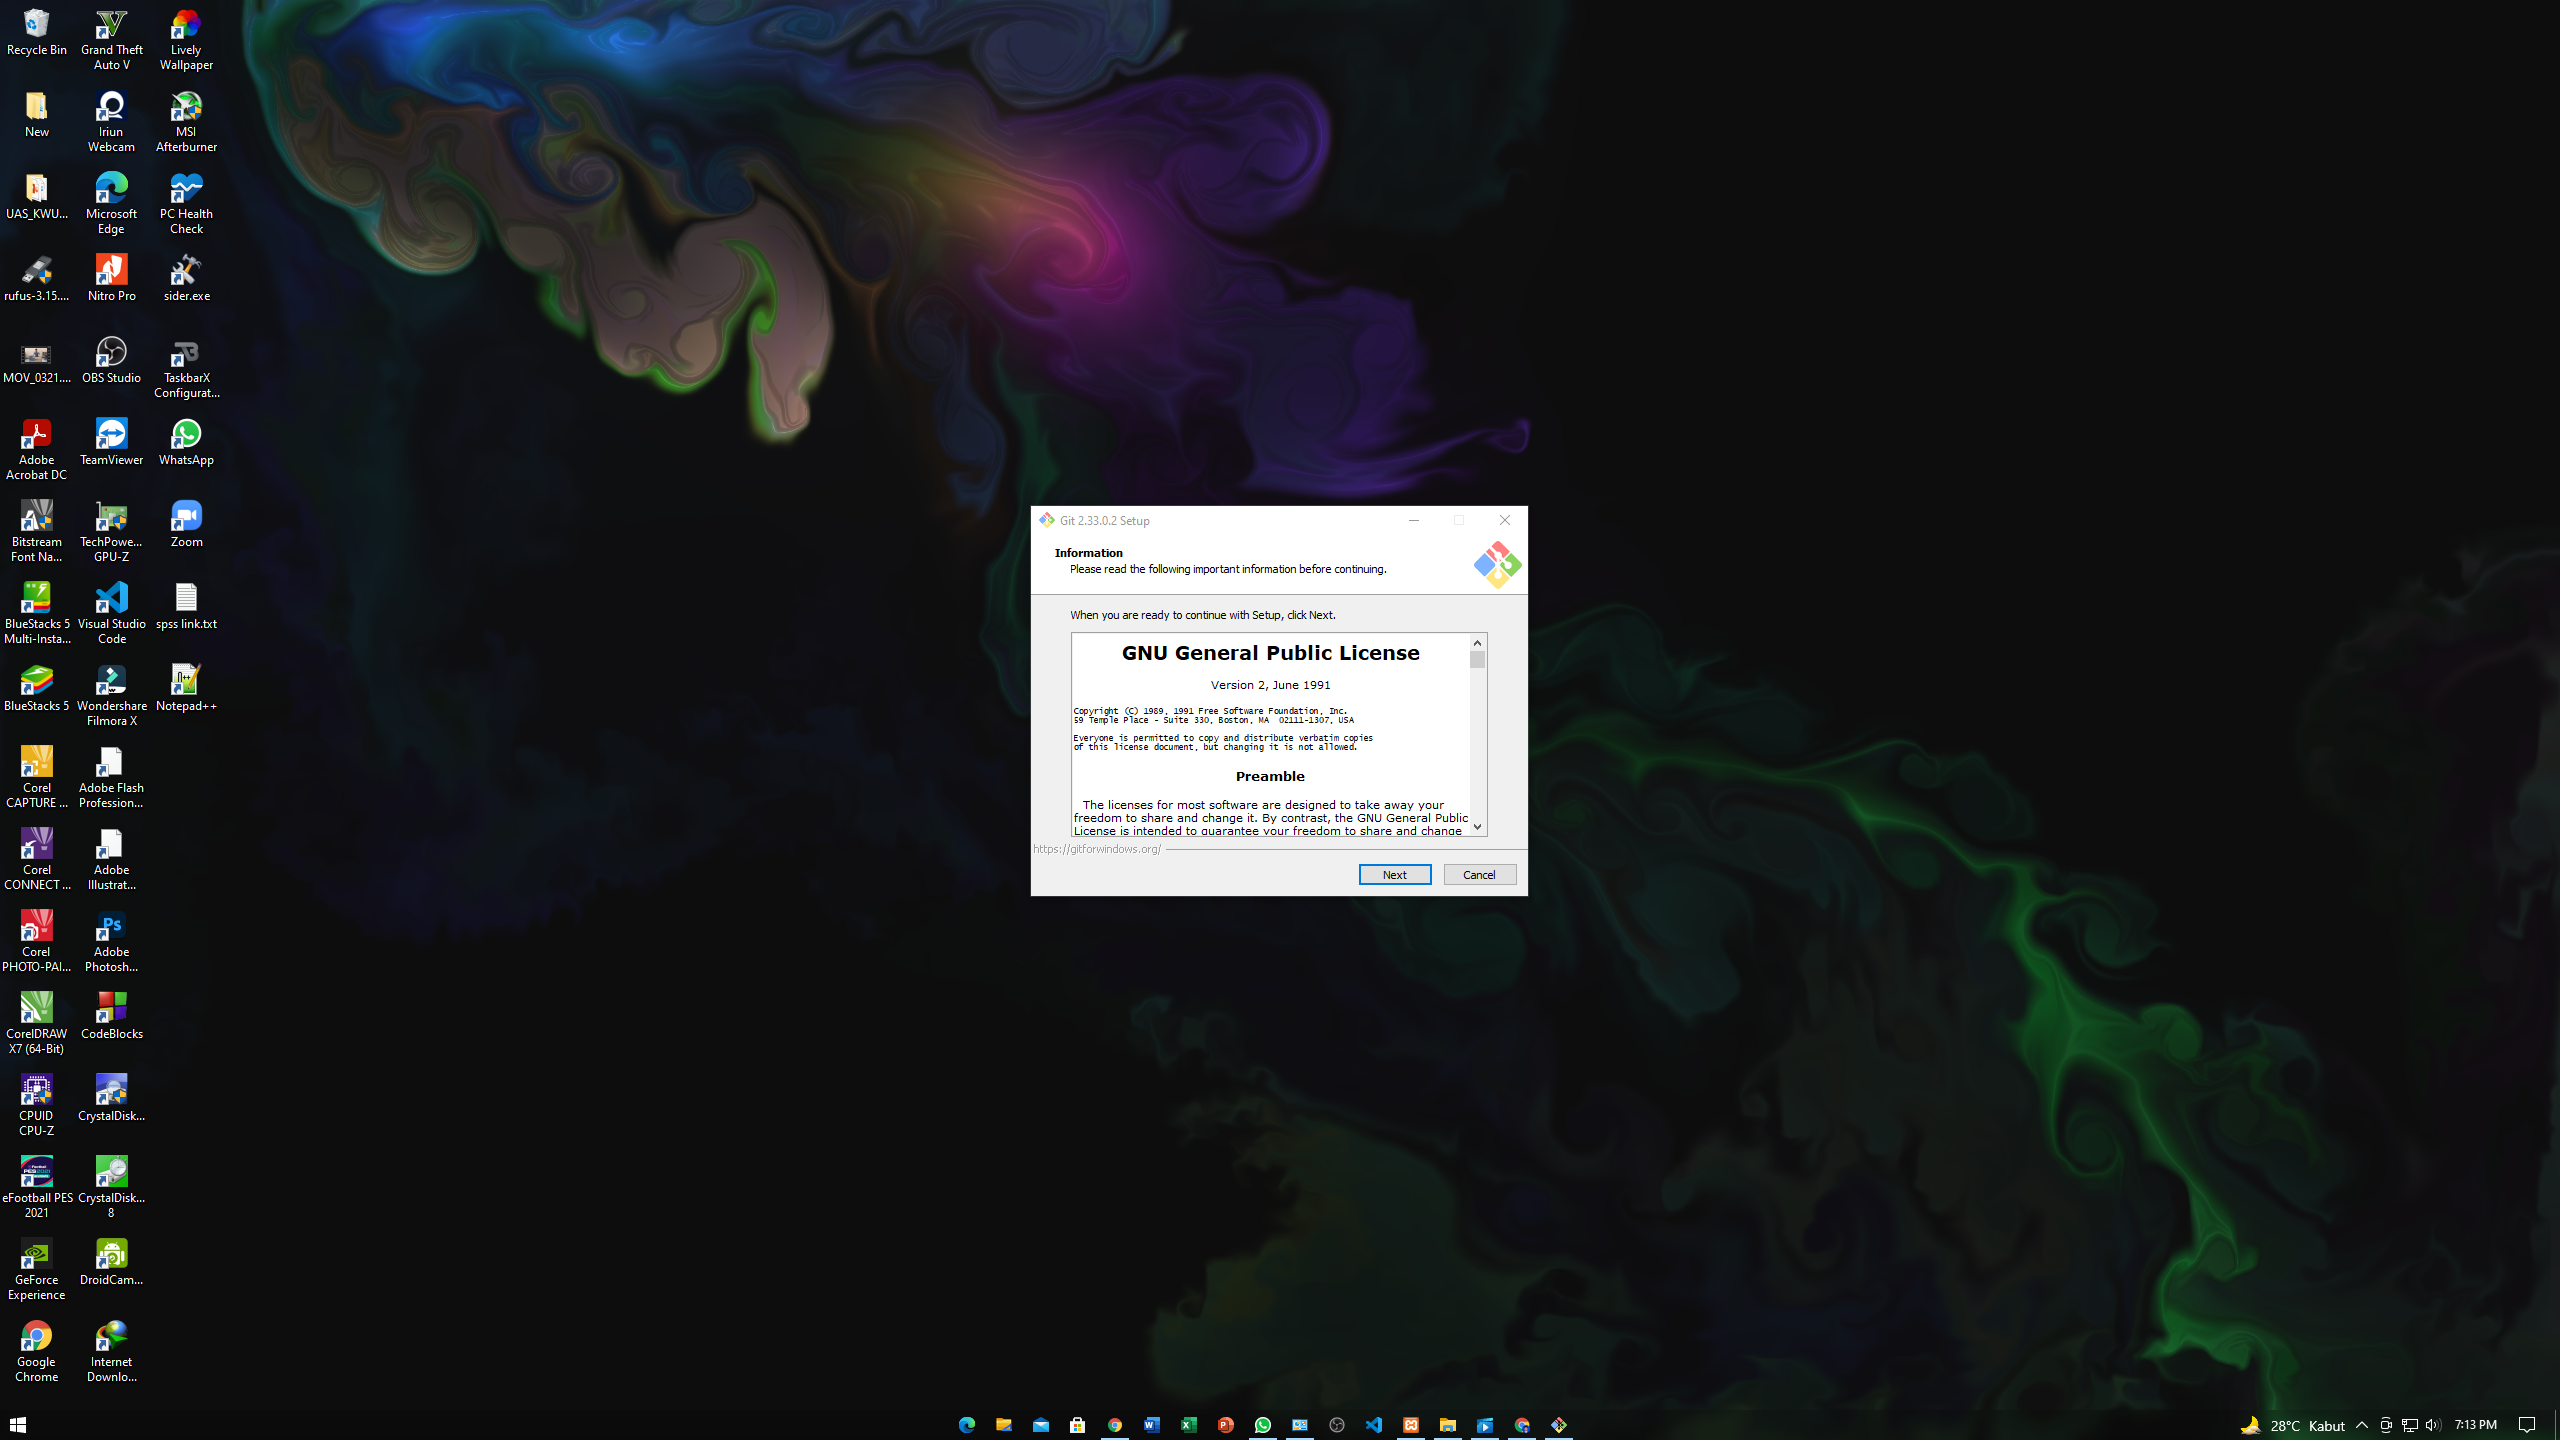 Recycle Bin
Grand Theft
Auto V
Lively
Wallpaper
New
Iriun
Webcam
MSI
Afterburner
UAS_KWU...
Microsoft
Edge
PC Health
Check
rufus-3.15....
Nitro Pro
sider.exe
MOV_0321....
OBS Studio
TaskbarX
Configurat...
Adobe
Acrobat DC
TeamViewer
WhatsApp
Bitstream
Font Na...
TechPowe...
GPU-Z
Zoom
BlueStacks 5
Multi-Insta...
Visual Studio
Code
spss link.txt
BlueStacks 5
Wondershare
Filmora X
Notepad++
Corel
CAPTURE ...
Adobe Flash
Profession...
Corel
CONNECT ...
Adobe
Illustrat...
Corel
PHOTO-PAI...
Adobe
Photosh...
CorelDRAW
X7 (64-Bit)
CodeBlocks
CPUID
CPU-Z
CrystalDisk...
eFootball PES
2021
CrystalDisk...
8
GeForce
Experience
DroidCam...
Google
Chrome
Internet
Downlo...
Git 2.33.0.2 Setup
Information
Please read the following important information before continuing.
When you are ready to continue with Setup, click Next.
GNU General Public License
Version 2, June 1991
Copyright (C) 1989, 1991 Free Software Foundation, Inc.
59 Temple Place - Suite 330, Boston, MA  02111-1307, USA
Everyone is permitted to copy and distribute verbatim copies
of this license document, but changing it is not allowed.
Preamble
The licenses for most software are designed to take away your
freedom to share and change it. By contrast, the GNU General Public
License is intended to guarantee your freedom to share and change
https://gitforwindows.org/
Next
Cancel
28°C Kabut
7:13 PM